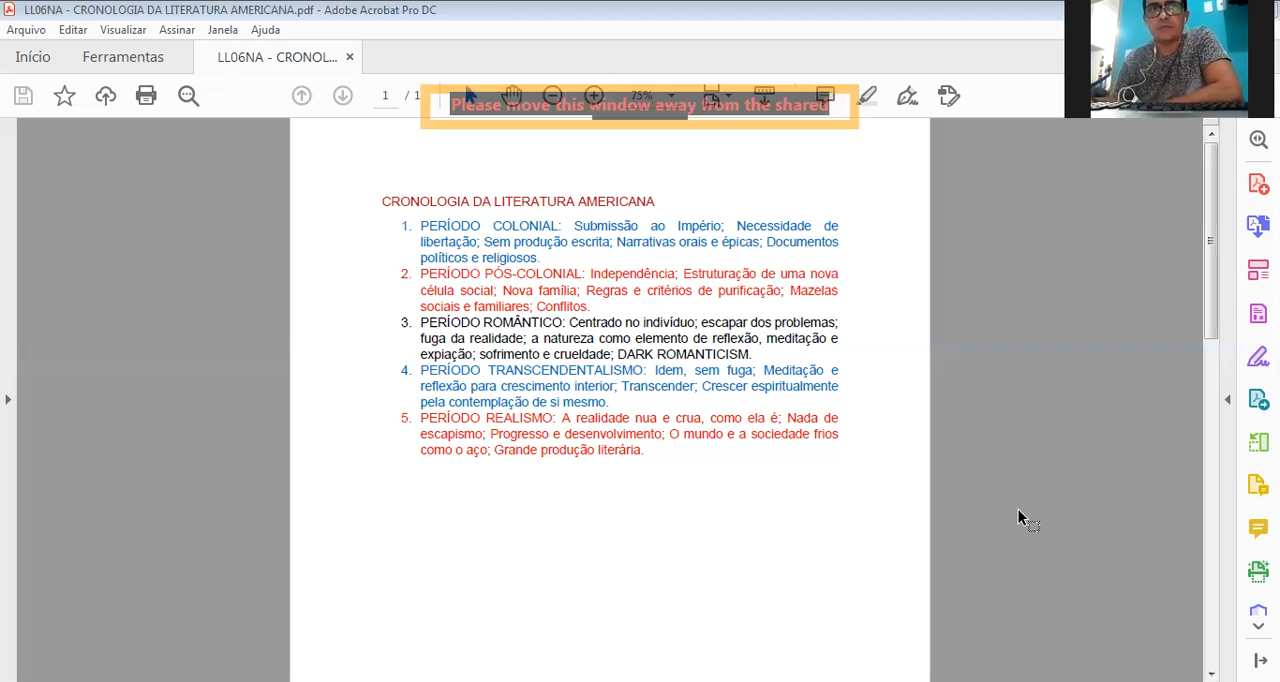 LL06NA - CRONOLOGIA DA LITERATURA AMERICANA.pdf - Adobe Acrobat Pro DC
Arquivo Editar Visualizar Assinar Janela Ajuda
Início Ferramentas LL06NA - CRONOL... ×
1 / 1 75%
Please move this window away from the shared
CRONOLOGIA DA LITERATURA AMERICANA
1. PERÍODO COLONIAL: Submissão ao Império; Necessidade de
libertação; Sem produção escrita; Narrativas orais e épicas; Documentos
políticos e religiosos.
2. PERÍODO PÓS-COLONIAL: Independência; Estruturação de uma nova
célula social; Nova família; Regras e critérios de purificação; Mazelas
sociais e familiares; Conflitos.
3. PERÍODO ROMÂNTICO: Centrado no indivíduo; escapar dos problemas;
fuga da realidade; a natureza como elemento de reflexão, meditação e
expiação; sofrimento e crueldade; DARK ROMANTICISM.
4. PERÍODO TRANSCENDENTALISMO: Idem, sem fuga; Meditação e
reflexão para crescimento interior; Transcender; Crescer espiritualmente
pela contemplação de si mesmo.
5. PERÍODO REALISMO: A realidade nua e crua, como ela é; Nada de
escapismo; Progresso e desenvolvimento; O mundo e a sociedade frios
como o aço; Grande produção literária.